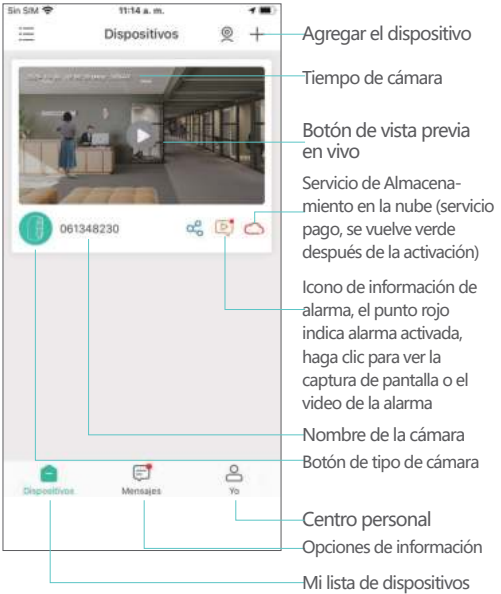 Sin SIM 11:14 a. m.
Dispositivos
Agregar el dispositivo
Tiempo de cámara
Botón de vista previa
en vivo
Servicio de Almacena-
miento en la nube (servicio
pago, se vuelve verde
después de la activación)
061348230
Icono de información de
alarma, el punto rojo
indica alarma activada,
haga clic para ver la
captura de pantalla o el
video de la alarma
Nombre de la cámara
Botón de tipo de cámara
Dispositivos Mensajes Yo
Centro personal
Opciones de información
Mi lista de dispositivos